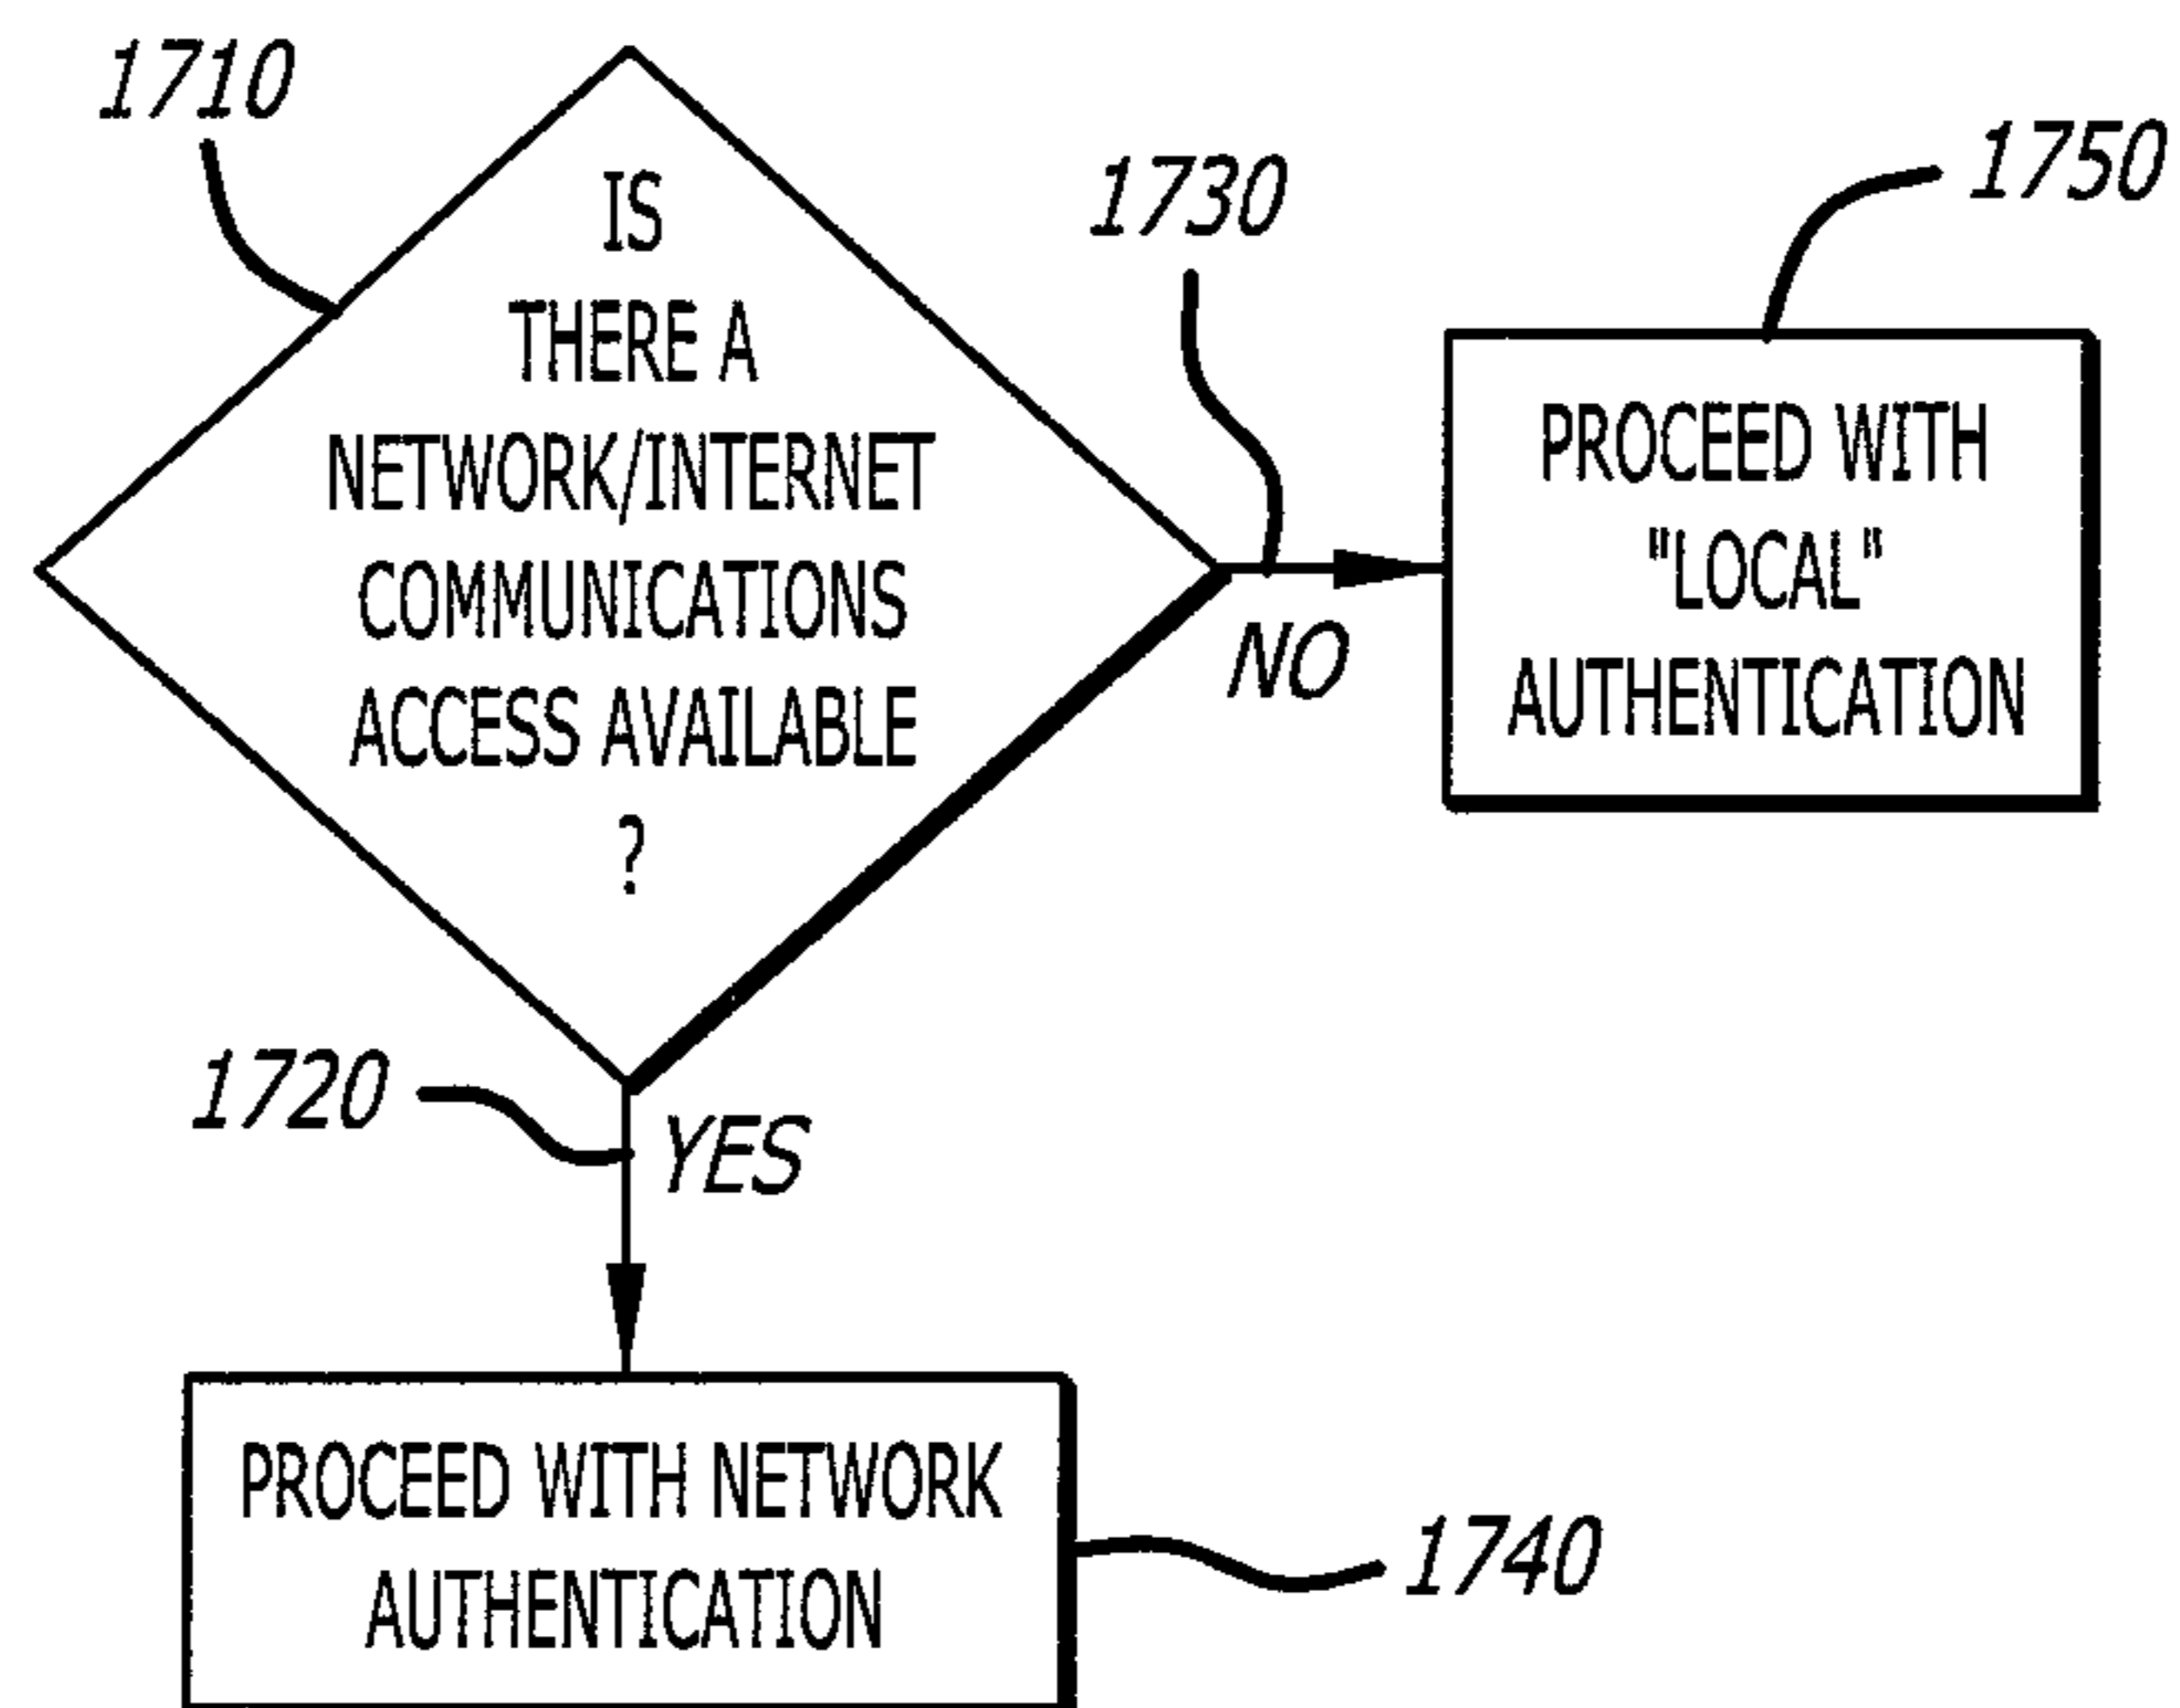 1710
IS
THERE A
NETWORK/INTERNET
COMMUNICATIONS
ACCESS AVAILABLE
?
1730
NO
1750
PROCEED WITH
"LOCAL"
AUTHENTICATION
1720
YES
PROCEED WITH NETWORK
AUTHENTICATION
1740